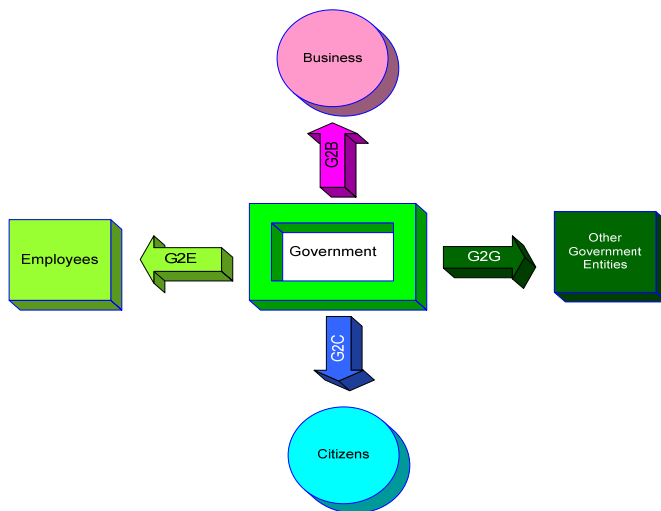 Business
G2B
Government
Employees
G2E
G2G
Other
Government
Entities
G2C
Citizens